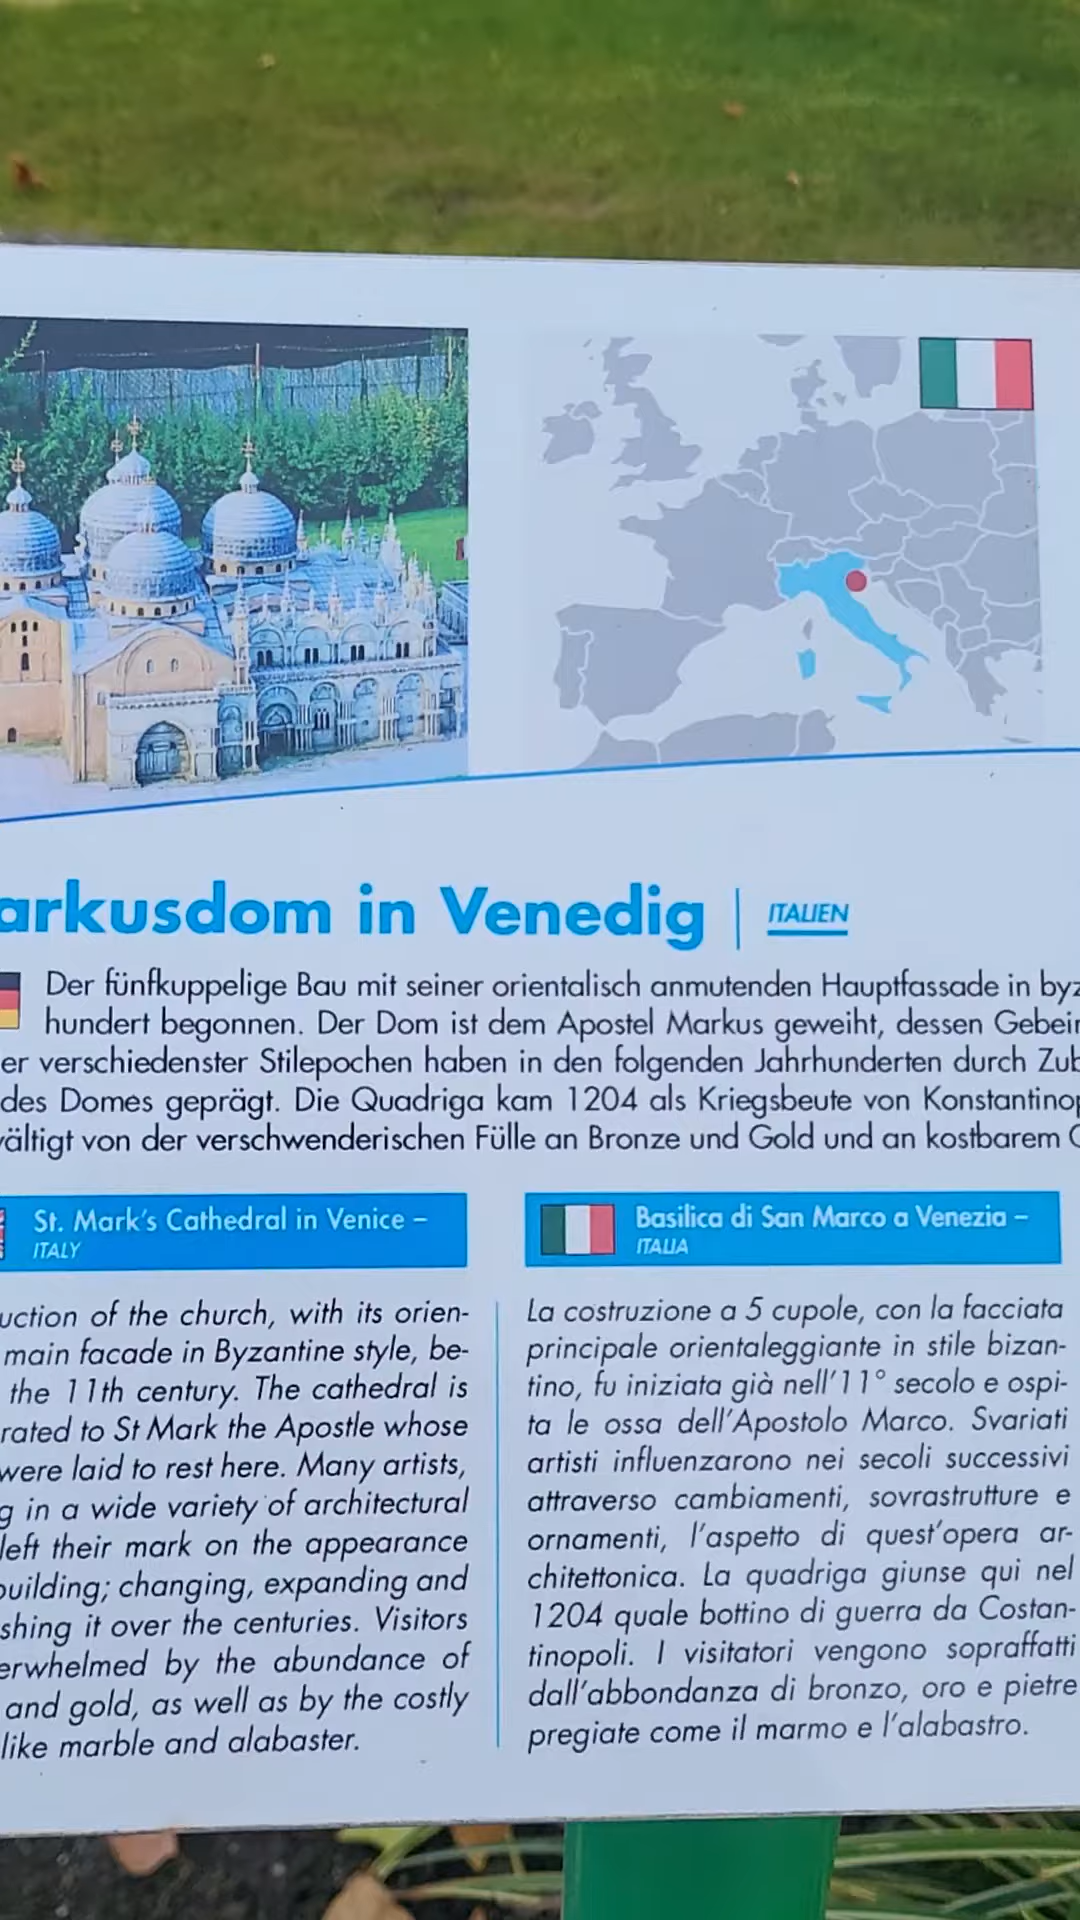 arkusdom in Venedig | ITALIEN
Der fünfkuppelige Bau mit seiner orientalisch anmutenden Hauptfassade in byz
hundert begonnen. Der Dom ist dem Apostel Markus geweiht, dessen Gebei
er verschiedenster Stilepochen haben in den folgenden Jahrhunderten durch Zub
des Domes geprägt. Die Quadriga kam 1204 als Kriegsbeute von Konstantinop
ältigt von der verschwenderischen Fülle an Bronze und Gold und an kostbarem
St. Mark's Cathedral in Venice –
ITALY
uction of the church, with its orien-
main facade in Byzantine style, be-
the 11th century. The cathedral is
rated to St Mark the Apostle whose
were laid to rest here. Many artists,
g in a wide variety of architectural
left their mark on the appearance
building; changing, expanding and
shing it over the centuries. Visitors
erwhelmed by the abundance of
and gold, as well as by the costly
like marble and alabaster.
Basilica di San Marco a Venezia –
ITALIA
La costruzione a 5 cupole, con la facciata
principale orientaleggiante in stile bizan-
tino, fu iniziata già nell'11° secolo e ospi-
ta le ossa dell'Apostolo Marco. Svariati
artisti influenzarono nei secoli successivi
attraverso cambiamenti, sovrastrutture e
ornamenti, l'aspetto di quest'opera ar-
chitettonica. La quadriga giunse qui nel
1204 quale bottino di guerra da Costan-
tinopoli. I visitatori vengono sopraffatti
dall'abbondanza di bronzo, oro e pietre
pregiate come il marmo e l'alabastro.